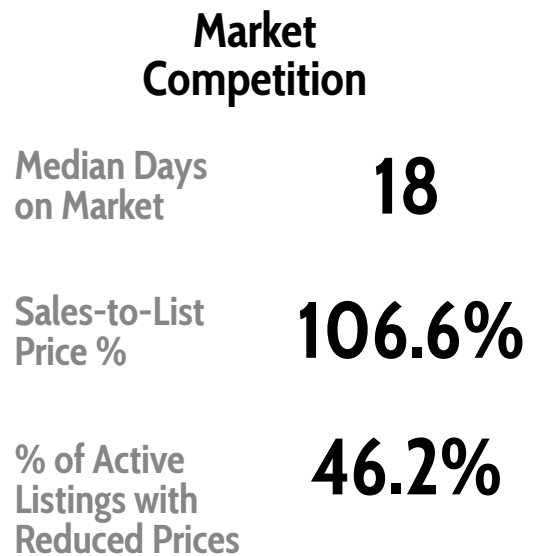 Market
Competition
Median Days
on Market
18
Sales-to-List
Price %
106.6%
% of Active
Listings with
Reduced Prices
46.2%